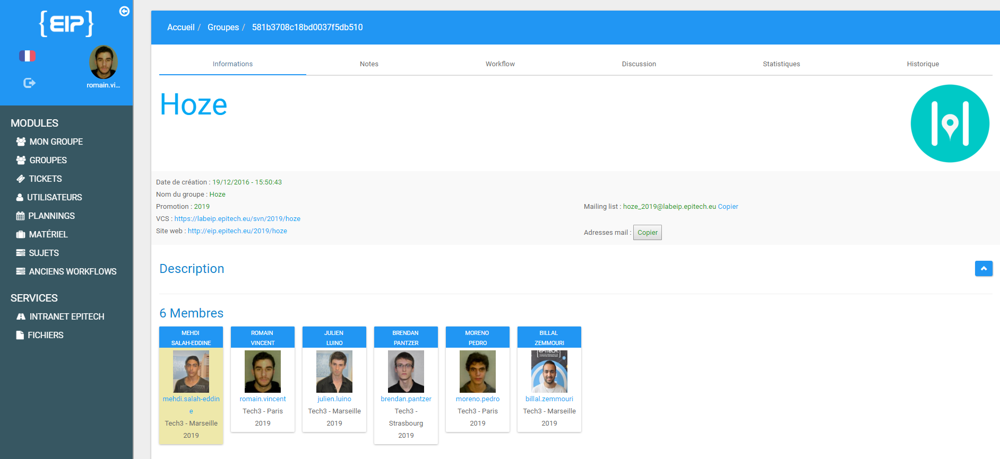 {EIP}
romain.vi...
MODULES
MON GROUPE
GROUPES
TICKETS
UTILISATEURS
PLANNINGS
MATÉRIEL
SUJETS
ANCIENS WORKFLOWS
SERVICES
INTRANET EPITECH
FICHIERS
Accueil / Groupes / 581b3708c18bd0037f5db510
Informations Notes Workflow Discussion Statistiques Historique
Hoze
Date de création : 19/12/2016 - 15:50:43
Nom du groupe : Hoze
Promotion : 2019
VCS : https://labeip.epitech.eu/svn/2019/hoze
Site web : http://eip.epitech.eu/2019/hoze
Mailing list : hoze_2019@labeip.epitech.eu Copier
Adresses mail : Copier
Description
6 Membres
MEHDI
SALAH-EDDINE
mehdi.salah-eddin
e
Tech3 - Marseille
2019
ROMAIN
VINCENT
romain.vincent
Tech3 - Paris
2019
JULIEN
LUINO
julien.luino
Tech3 - Marseille
2019
BRENDAN
PANTZER
brendan.pantzer
Tech3 -
Strasbourg
2019
MORENO
PEDRO
moreno.pedro
Tech3 - Paris
2019
BILLAL
ZEMMOURI
{EPITECH.}
billal.zemmouri
Tech3 - Marseille
2019